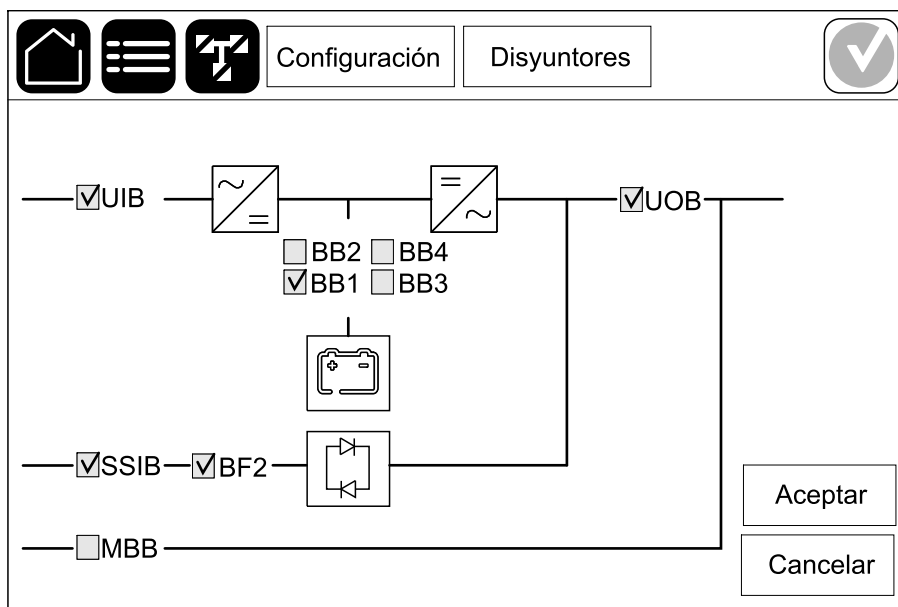 Configuración Disyuntores
UIB UOB
BB2 BB4
BB1 BB3
SSIB BF2
Aceptar
MBB
Cancelar